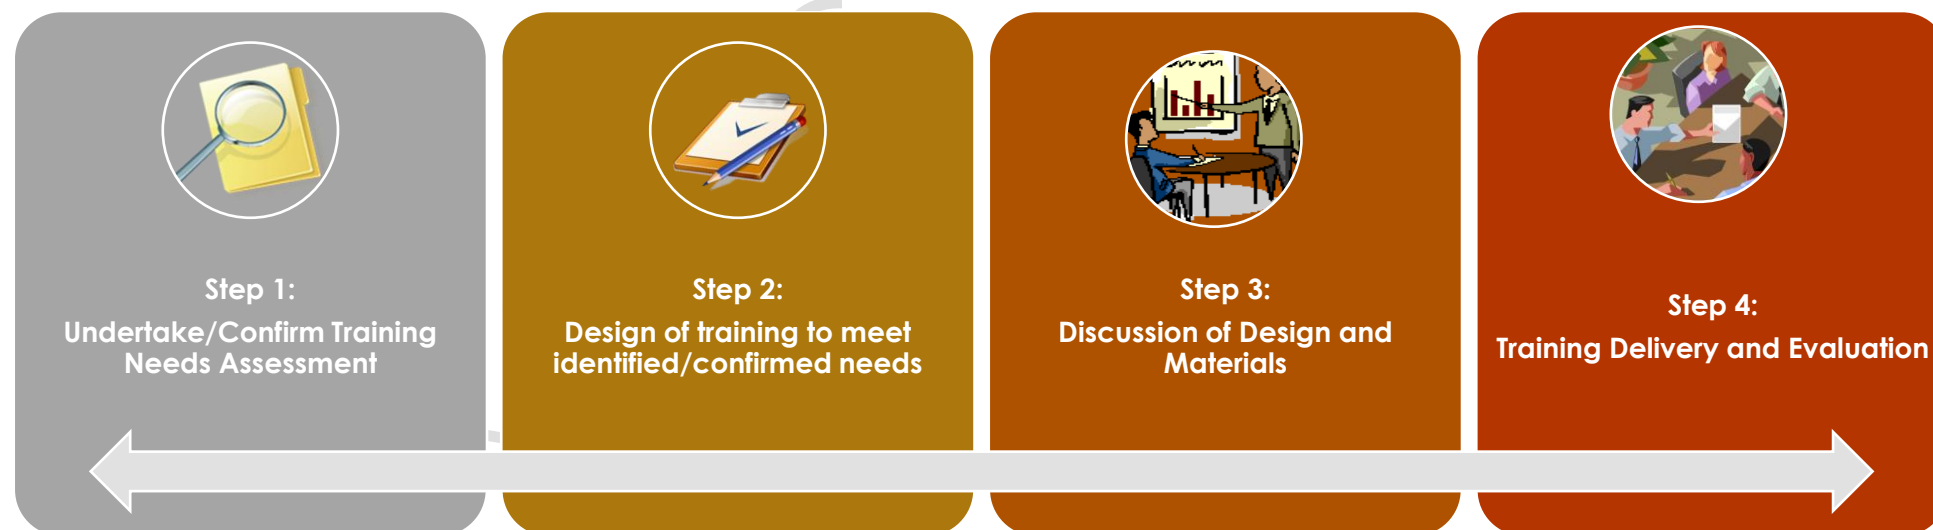 Step 1:
Undertake/Confirm Training
Needs Assessment
Step 2:
Design of training to meet
identified/confirmed needs
Step 3:
Discussion of Design and
Materials
Step 4:
Training Delivery and Evaluation